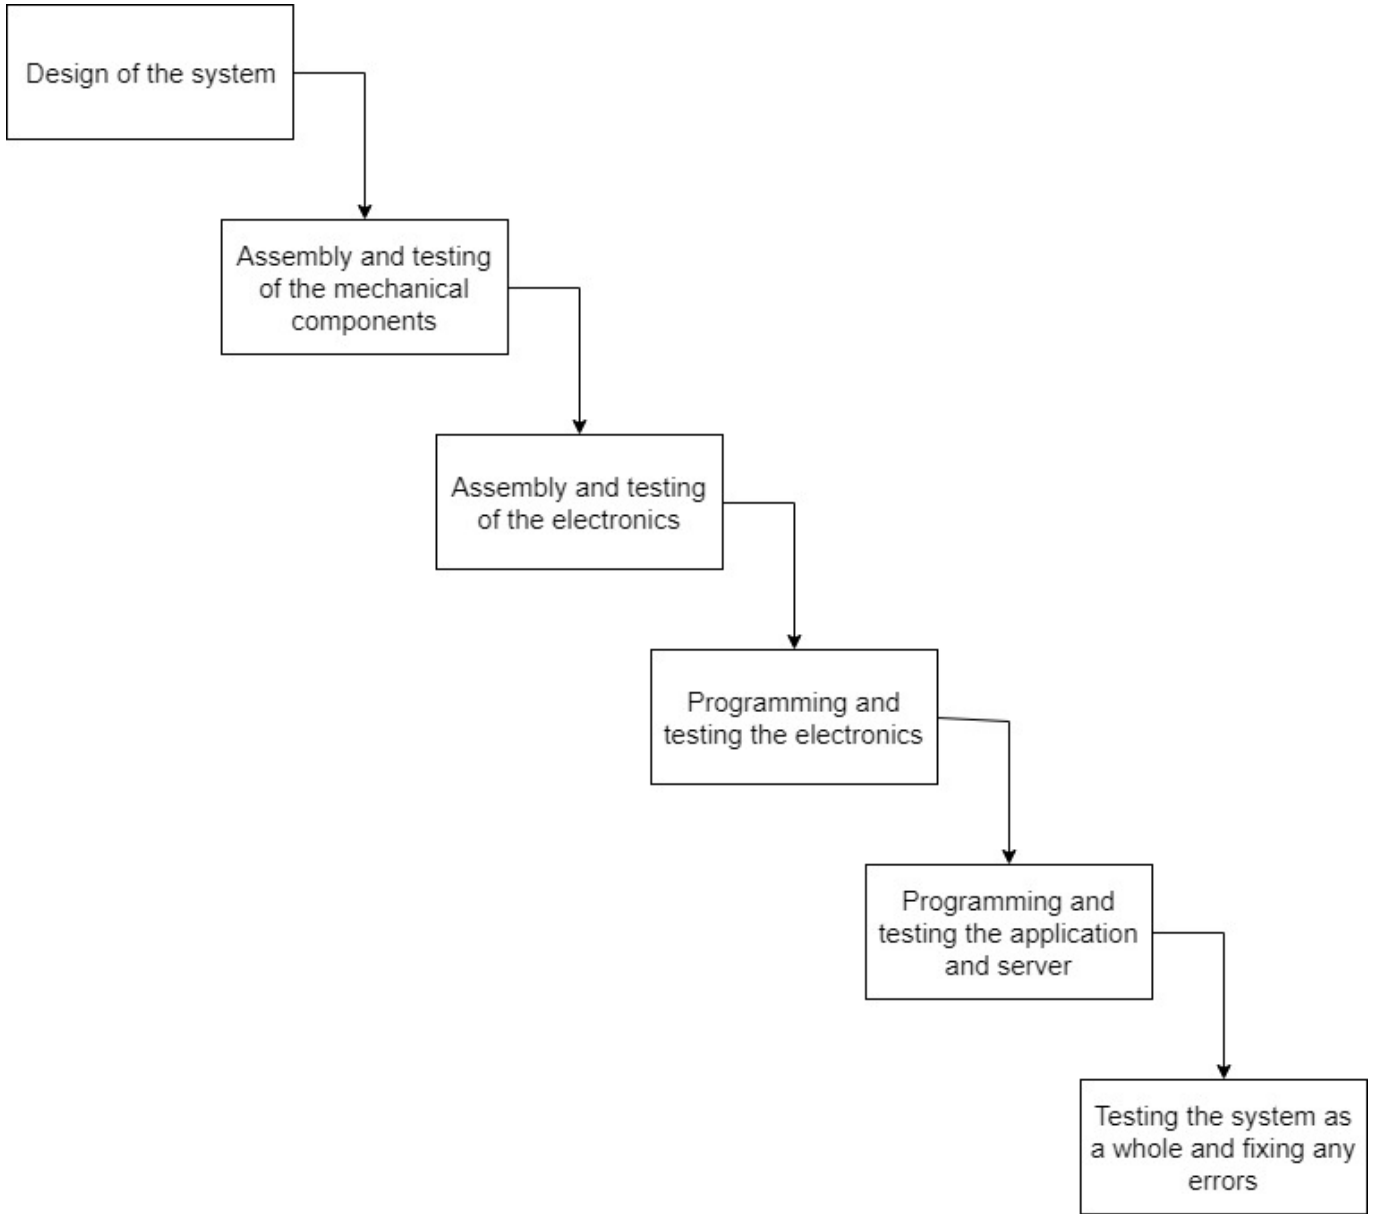 Design of the system
Assembly and testing
of the mechanical
components
Assembly and testing
of the electronics
Programming and
testing the electronics
Programming and
testing the application
and server
Testing the system as
a whole and fixing any
errors